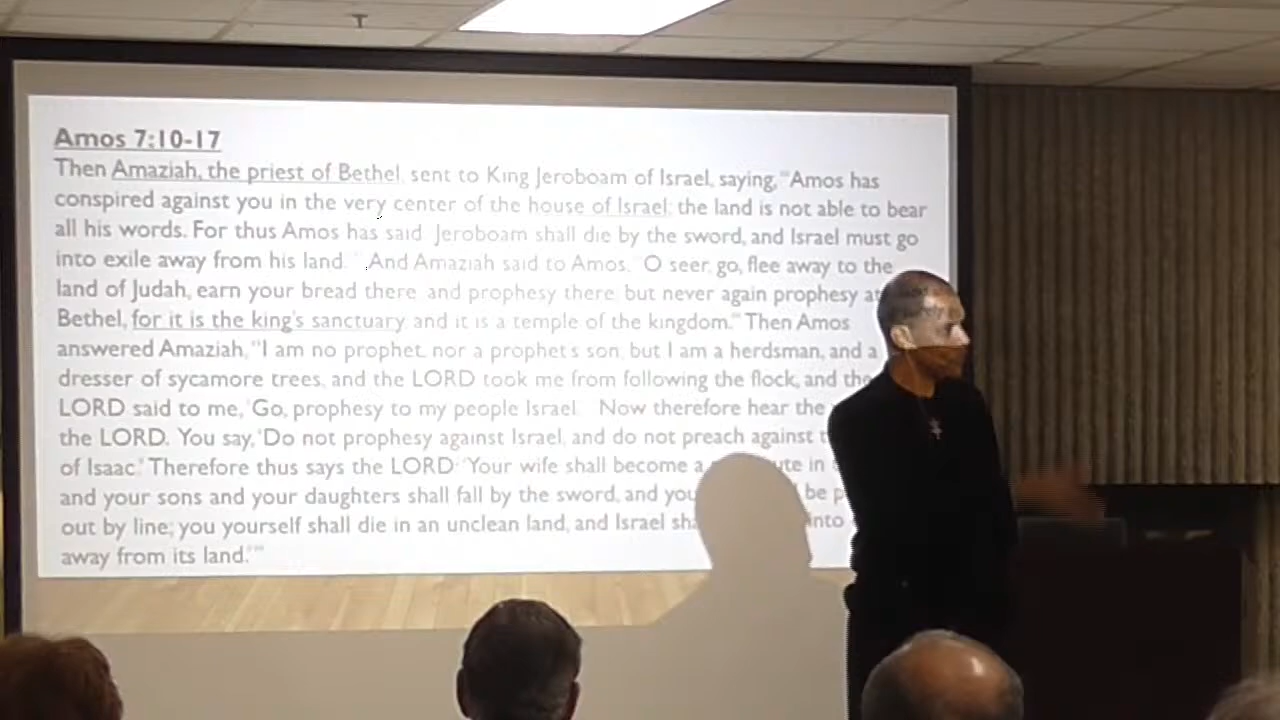 Amos 7:10-17
Then Amaziah, the priest of Bethel, sent to King Jeroboam of Israel, saying, "Amos has
conspired against you in the very center of the house of Israel; the land is not able to bear
all his words. For thus Amos has said, 'Jeroboam shall die by the sword, and Israel must go
into exile away from his land.'" And Amaziah said to Amos, "O seer, go, flee away to the
land of Judah, earn your bread there, and prophesy there; but never again prophesy at
Bethel, for it is the king's sanctuary, and it is a temple of the kingdom." Then Amos
answered Amaziah, "I am no prophet, nor a prophet's son; but I am a herdsman, and a
dresser of sycamore trees, and the LORD took me from following the flock, and the
LORD said to me, 'Go, prophesy to my people Israel.' Now therefore hear the
the LORD. You say, 'Do not prophesy against Israel, and do not preach against
of Isaac.' Therefore thus says the LORD: 'Your wife shall become a in
and your sons and your daughters shall fall by the sword, and be
out by line; you yourself shall die in an unclean land, and Israel into
away from its land.'"